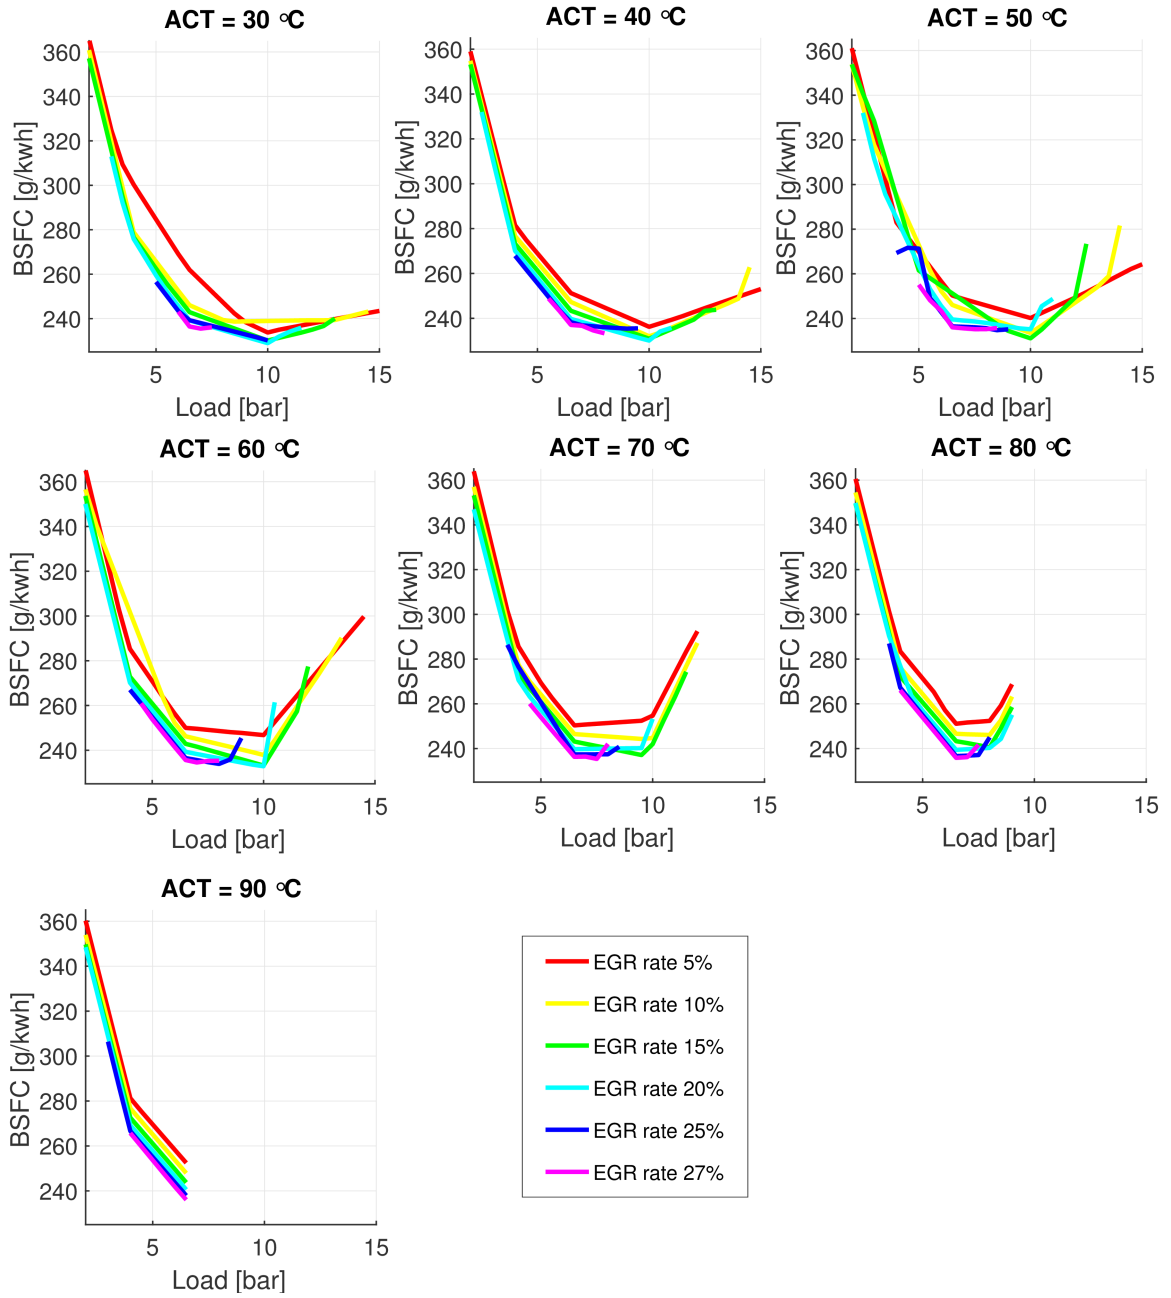 ACT = 30 °C
ACT = 40 °C
ACT = 50 °C
360
340
320
300
280
260
240
BSFC [g/kwh]
5
10
15
Load [bar]
360
340
320
300
280
260
240
BSFC [g/kwh]
5
10
15
Load [bar]
360
340
320
300
280
260
240
BSFC [g/kwh]
5
10
15
Load [bar]
ACT = 60 °C
ACT = 70 °C
ACT = 80 °C
360
340
320
300
280
260
240
BSFC [g/kwh]
5
10
15
Load [bar]
360
340
320
300
280
260
240
BSFC [g/kwh]
5
10
15
Load [bar]
360
340
320
300
280
260
240
BSFC [g/kwh]
5
10
15
Load [bar]
ACT = 90 °C
360
340
320
300
280
260
240
BSFC [g/kwh]
5
10
15
Load [bar]
EGR rate 5%
EGR rate 10%
EGR rate 15%
EGR rate 20%
EGR rate 25%
EGR rate 27%